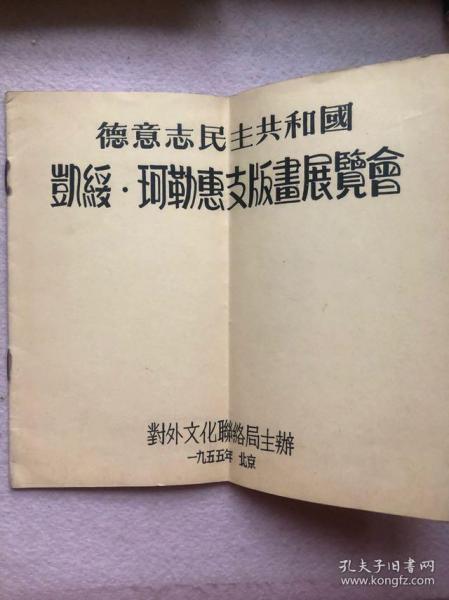 德意志民主共和國
凱綏·珂勒惠支版畫展覽會
對外文化聯絡局主辦
一九五五年 北京
孔夫子旧書网
www.kongfz.com